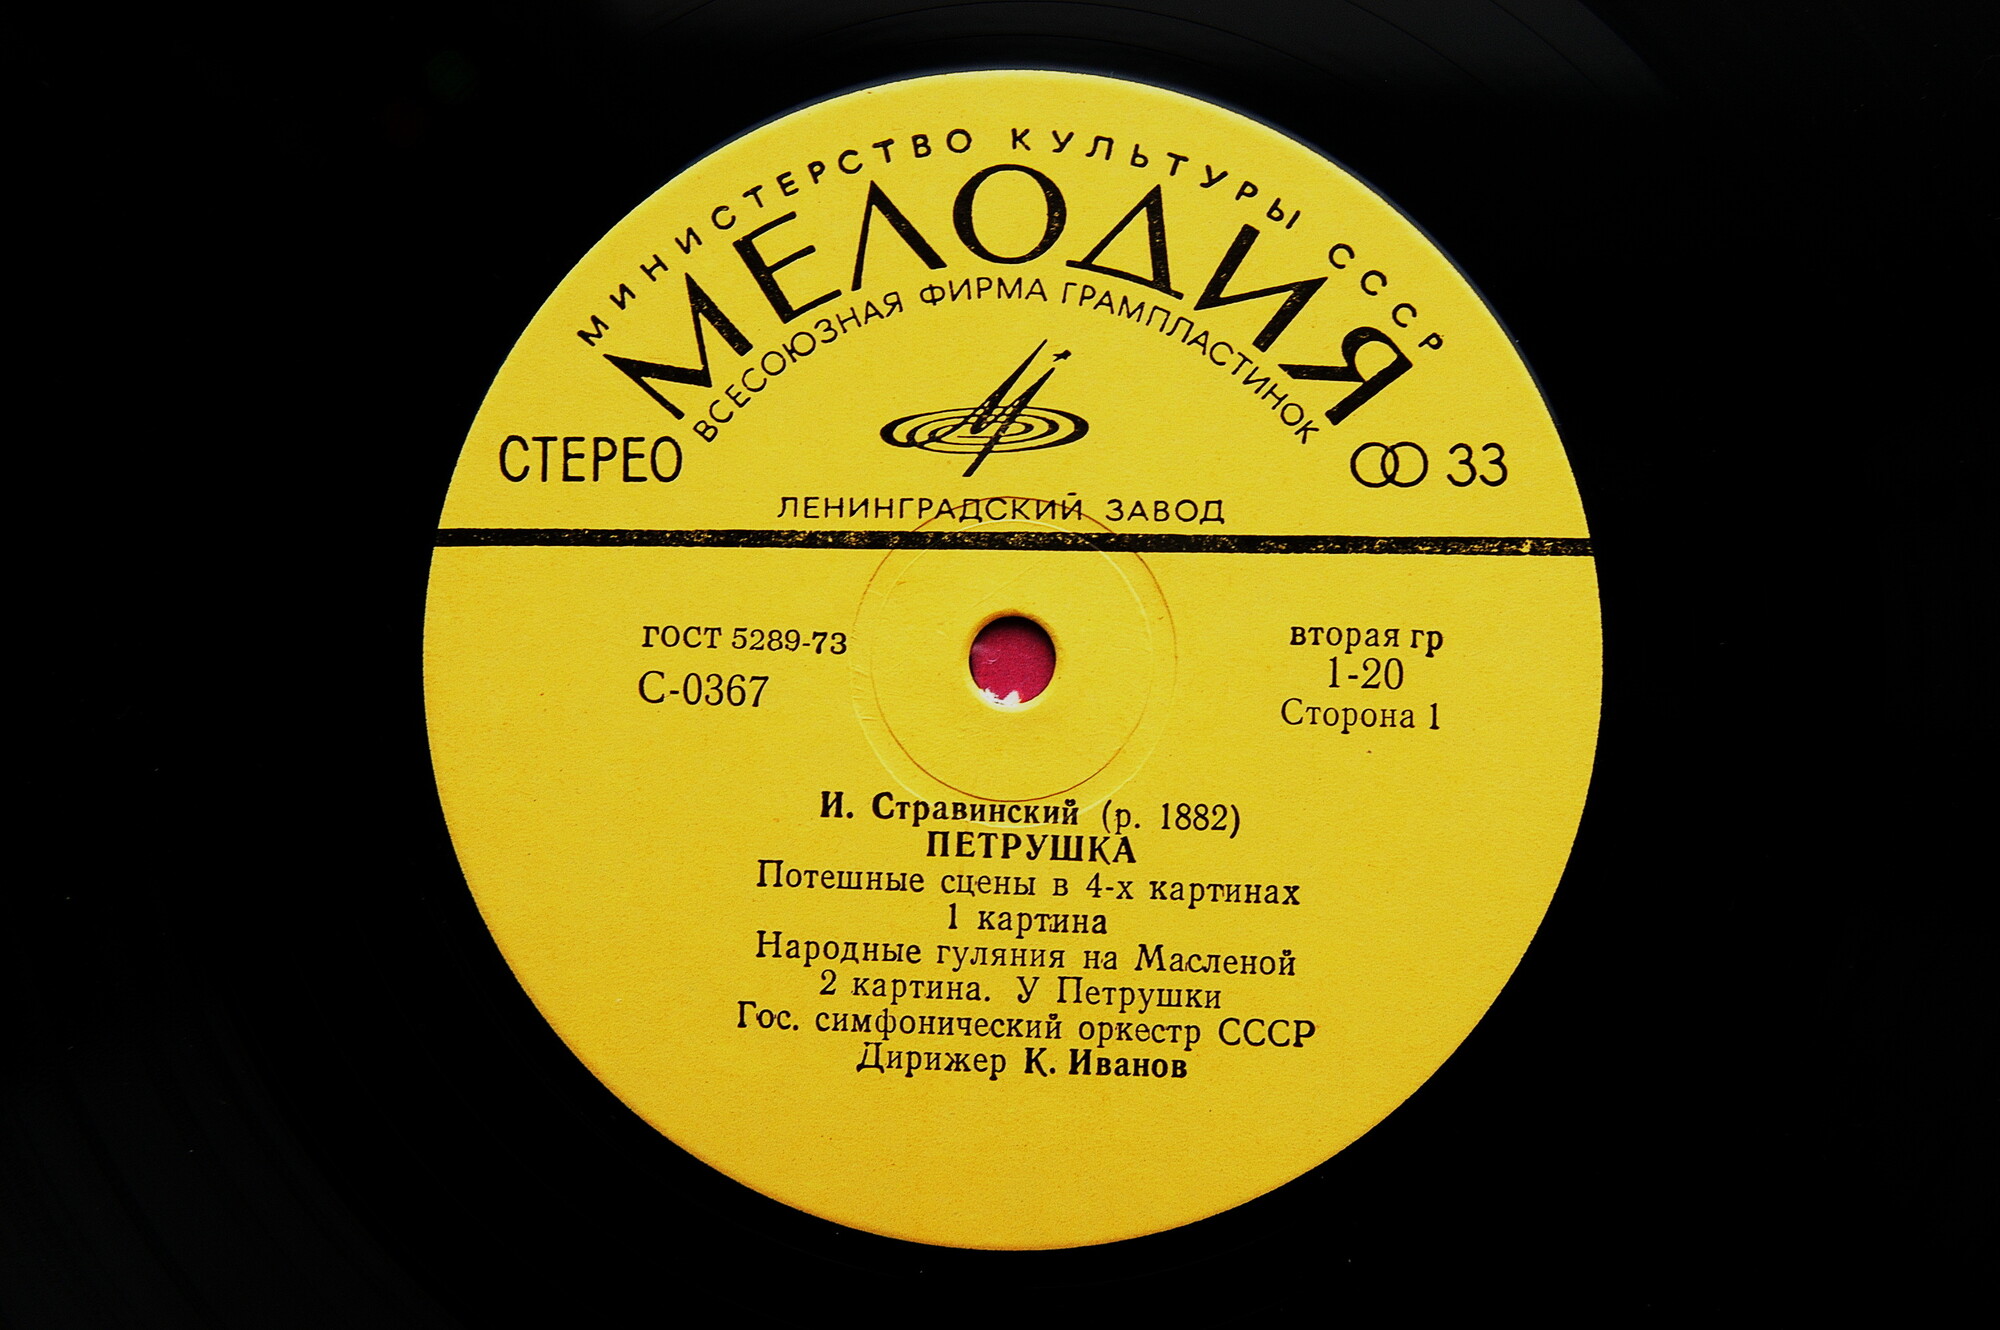 МИНИСТЕРСТВО КУЛЬТУРЫ СССР
МЕЛОДИЯ
ВСЕСОЮЗНАЯ ФИРМА ГРАМПЛАСТИНОК
СТЕРЕО
33
ЛЕНИНГРАДСКИЙ ЗАВОД
ГОСТ 5289-73
С-0367
вторая гр
1-20
Сторона 1
И. Стравинский (р. 1882)
ПЕТРУШКА
Потешные сцены в 4-х картинах
1 картина
Народные гуляния на Масленой
2 картина. У Петрушки
Гос. симфонический оркестр СССР
Дирижер К. Иванов